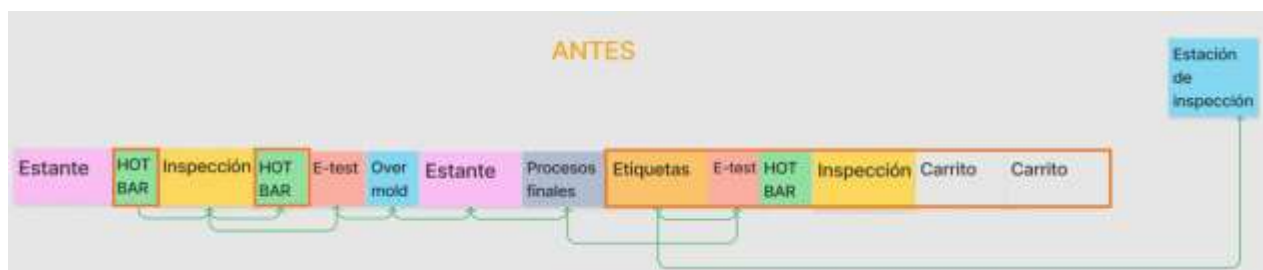 ANTES
Estación
de
inspección
Estante
HOT
BAR
Inspección
HOT
BAR
E-test
Over
mold
Estante
Procesos
finales
Etiquetas
E-test
HOT
BAR
Inspección
Carrito
Carrito